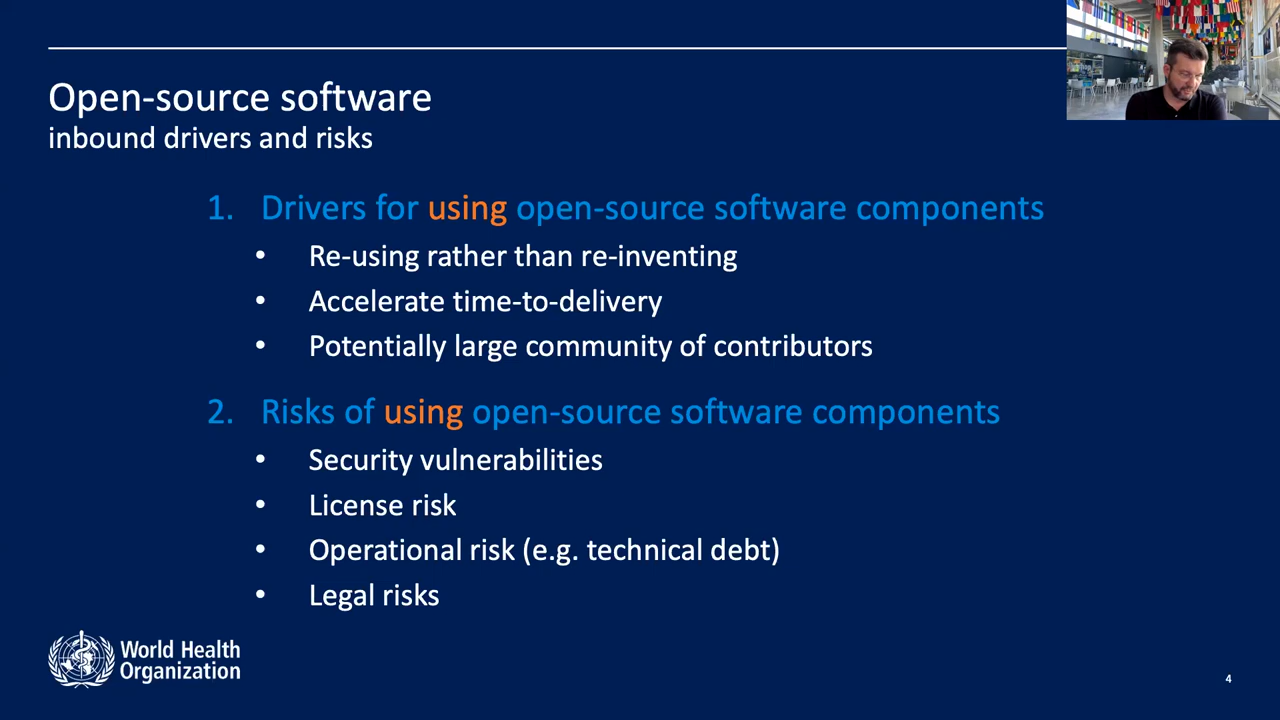 Open-source software
inbound drivers and risks
1. Drivers for using open-source software components
• Re-using rather than re-inventing
• Accelerate time-to-delivery
• Potentially large community of contributors
2. Risks of using open-source software components
• Security vulnerabilities
• License risk
• Operational risk (e.g. technical debt)
• Legal risks
World Health
Organization
4